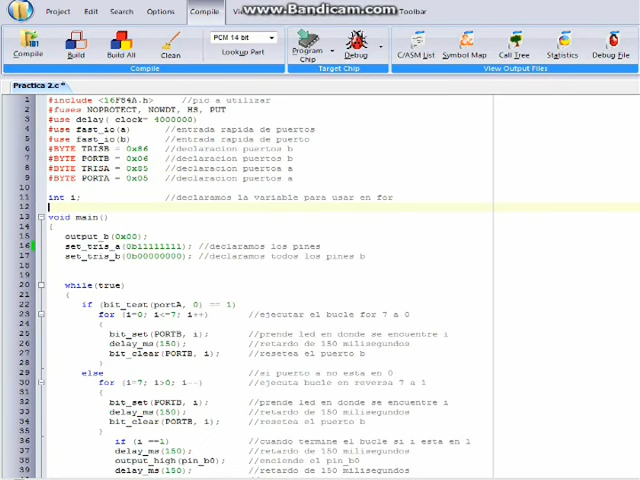 www.Bandicam.com
Project Edit Search Options Compile Toolbar
Compile Build Build All Clean PCM 14 bit Lookup Part Program Chip Debug C/ASM List Symbol Map Call Tree Statistics Debug File
Compile Target Chip View Output Files
Practica 2.c *
1 #include <16F84A.h> //pic a utilizar
2 #fuses NOPROTECT, NOWDT, HS, PUT
3 #use delay( clock= 4000000)
4 #use fast_io(a) //entrada rapida de puertos
5 #use fast_io(b) //entrada rapida de puerto
6 #BYTE TRISB = 0x86 //declaracion puertos b
7 #BYTE PORTB = 0x06 //declaracion puertos b
8 #BYTE TRISA = 0x85 //declaracion puertos a
9 #BYTE PORTA = 0x05 //declaracion puertos a
10
11 int i; //declaramos la variable para usar en for
12
13 void main()
14 {
15 output_b(0x00);
16 set_tris_a(0b11111111); //declaramos los pines
17 set_tris_b(0b00000000); //declaramos todos los pines b
18
19
20 while(true)
21 {
22 if (bit_test(portA, 0) == 1)
23 for (i=0; i<=7; i++) //ejecutar el bucle for 7 a 0
24 {
25 bit_set(PORTB, i); //prende led en donde se encuentre i
26 delay_ms(150); //retardo de 150 milisegundos
27 bit_clear(PORTB, i); //resetea el puerto b
28 }
29 else //si puerto a no esta en 0
30 for (i=7; i>0; i--) //ejecuta bucle en reversa 7 a 1
31 {
32 bit_set(PORTB, i); //prende led en donde se encuentre i
33 delay_ms(150); //retardo de 150 milisegundos
34 bit_clear(PORTB, i); //resetea el puerto b
35 }
36 if (i ==1) //cuando termine el bucle si i esta en 1
37 delay_ms(150); //retardo de 150 milisegundos
38 output_high(pin_b0); //enciende el pin_b0
39 delay_ms(150); //retardo de 150 milisegundos